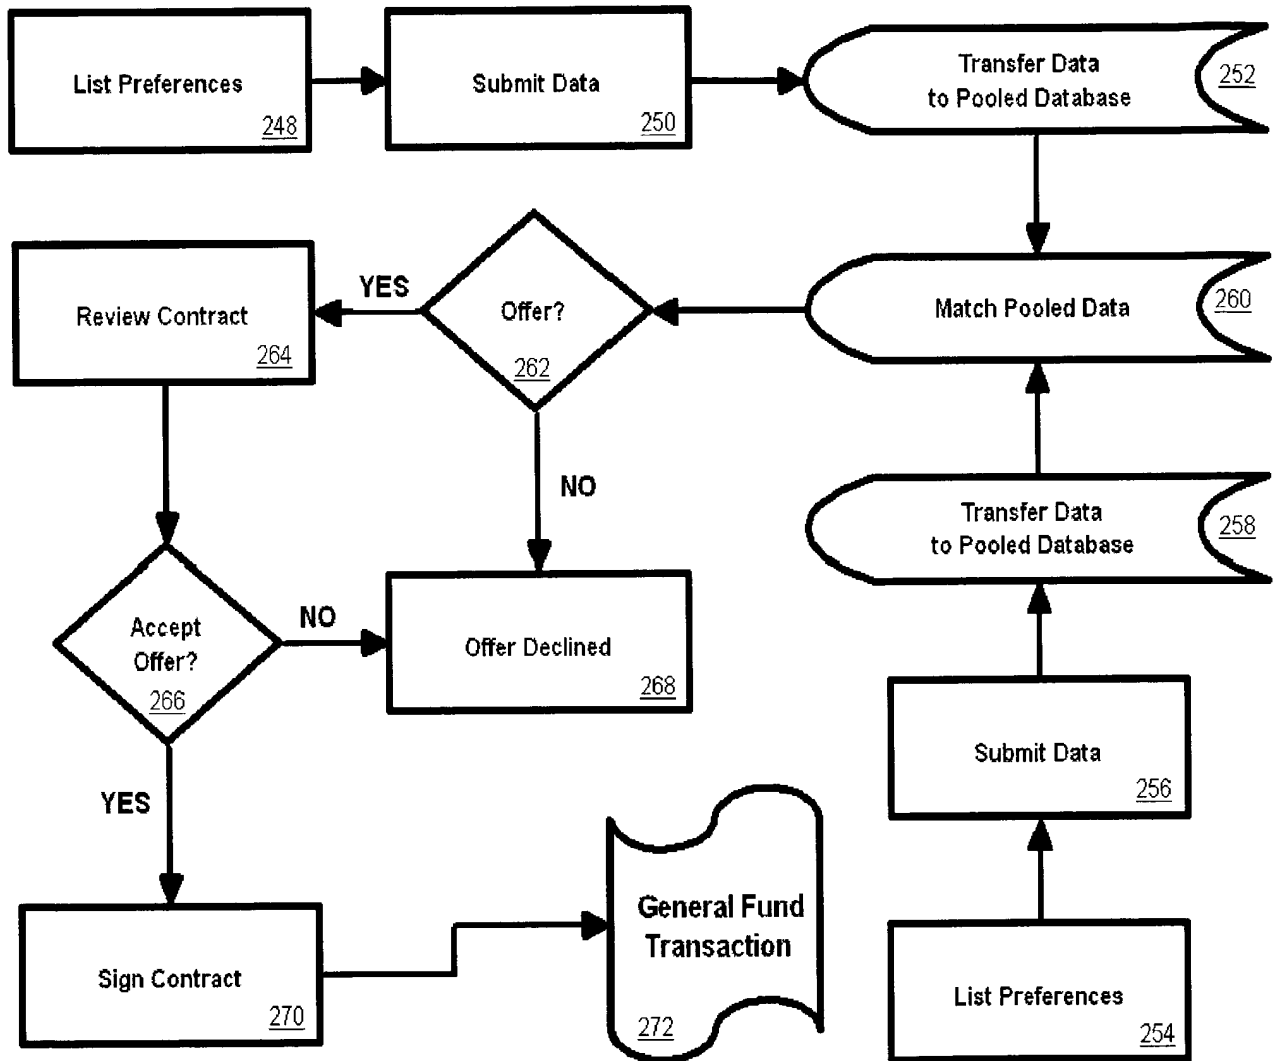 List Preferences
248
Submit Data
250
Transfer Data
to Pooled Database
252
Review Contract
264
YES
Offer?
262
Match Pooled Data
260
NO
Transfer Data
to Pooled Database
258
Accept
Offer?
266
NO
Offer Declined
268
Submit Data
256
YES
General Fund
Transaction
272
Sign Contract
270
List Preferences
254